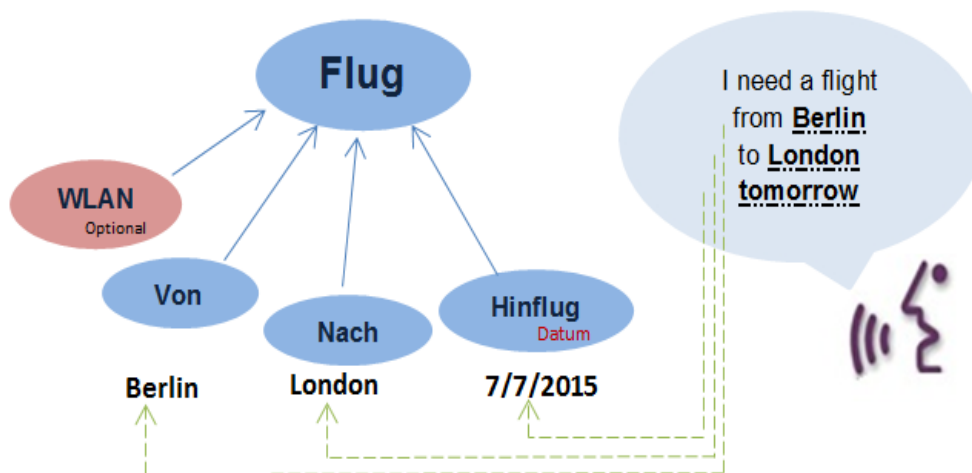 Flug
I need a flight
from Berlin
to London
tomorrow
WLAN
Optional
Von
Nach
Hinflug
Datum
Berlin
London
7/7/2015